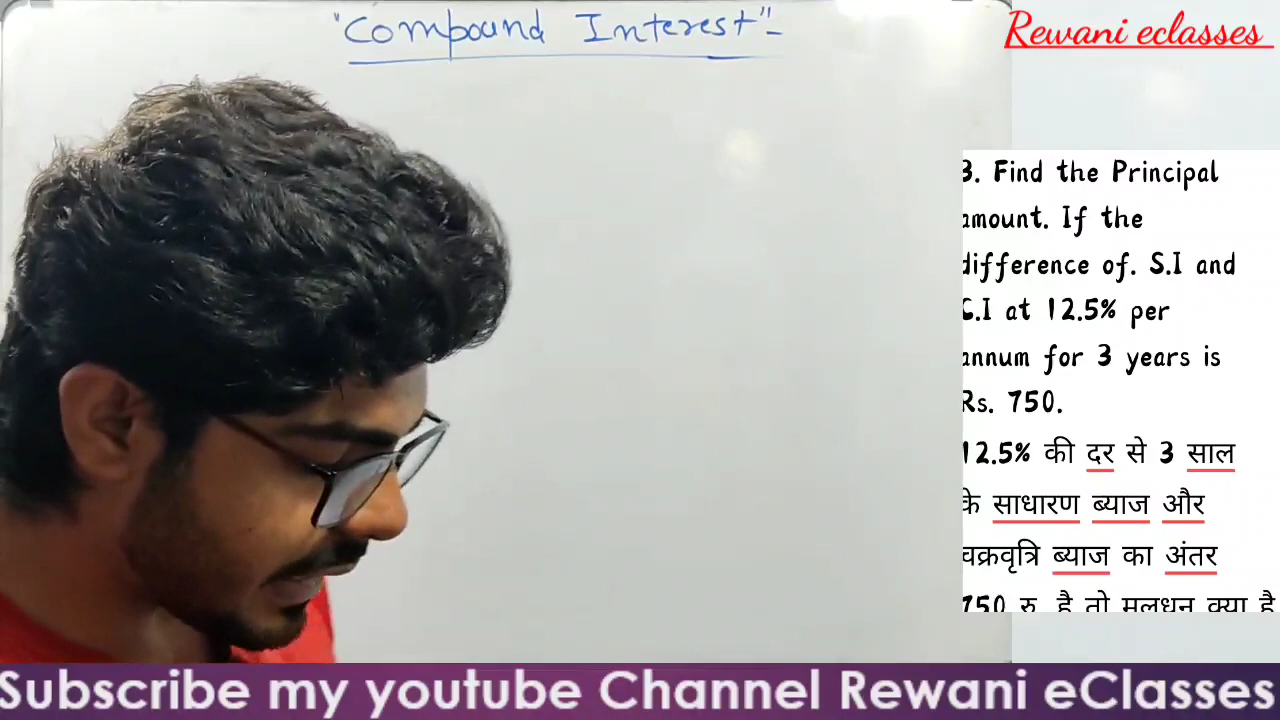 "Compound Interest"-
Rewani eclasses
3. Find the Principal
amount. If the
difference of. S.I and
C.I at 12.5% per
annum for 3 years is
Rs. 750.
12.5% की दर से 3 साल
के साधारण ब्याज और
चक्रवृत्रि ब्याज का अंतर
750 रु. है तो मूलधन क्या है
Subscribe my youtube Channel Rewani eClasses